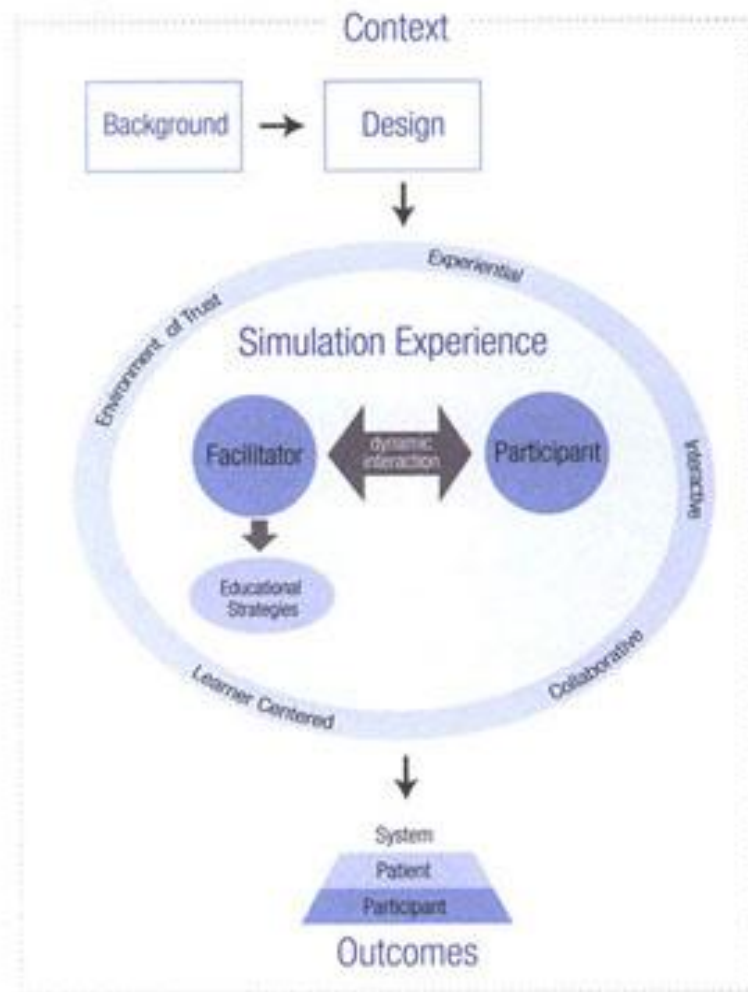 Context
Background
Design
Experiential
Environment of Trust
Simulation Experience
Facilitator
dynamic
interaction
Participant
Interactive
Educational
Strategies
Learner Centered
Collaborative
System
Patient
Participant
Outcomes